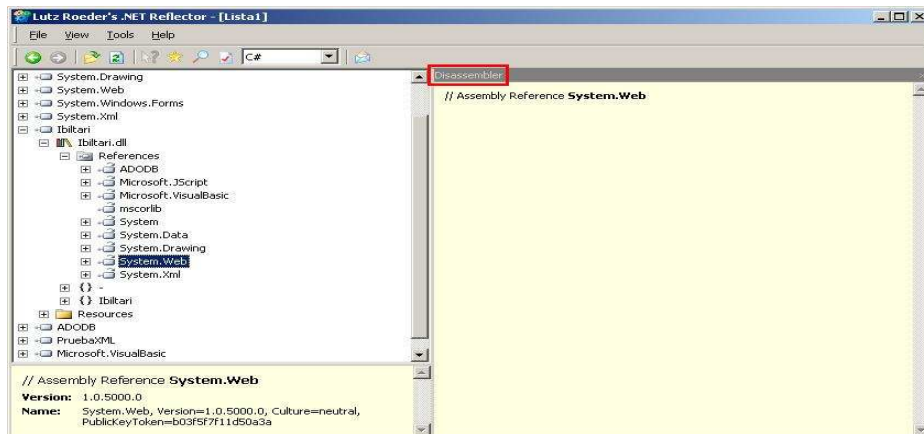 Lutz Roeder's .NET Reflector - [Lista1]
File View Tools Help
C#
System.Drawing
System.Web
System.Windows.Forms
System.Xml
Ibiltari
Ibiltari.dll
References
ADODB
Microsoft.JScript
Microsoft.VisualBasic
mscorlib
System
System.Data
System.Drawing
System.Web
System.Xml
{} -
{} Ibiltari
Resources
ADODB
PruebaXML
Microsoft.VisualBasic
// Assembly Reference System.Web
Version: 1.0.5000.0
Name: System.Web, Version=1.0.5000.0, Culture=neutral,
PublicKeyToken=b03f5f7f11d50a3a
Disassembler
// Assembly Reference System.Web